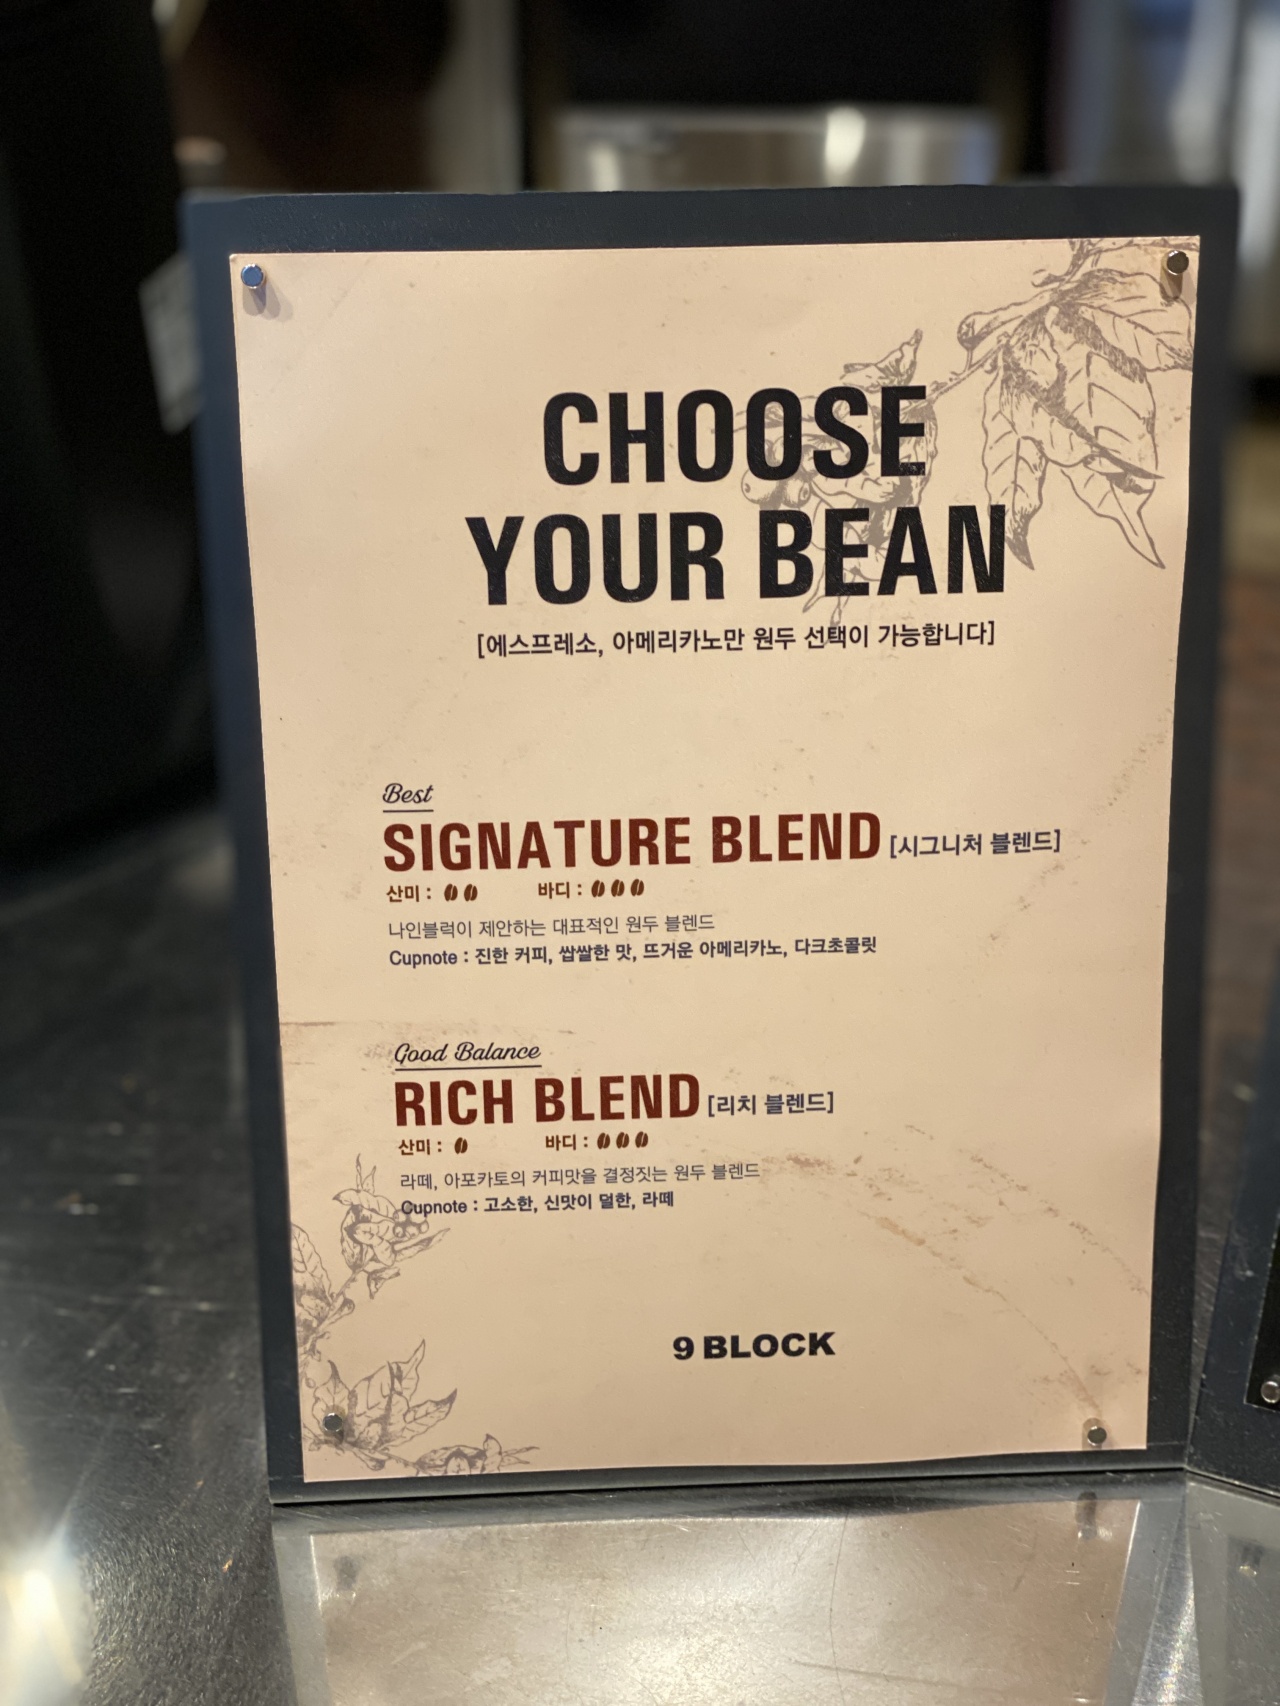 CHOOSE
YOUR BEAN
[에스프레소, 아메리카노만 원두 선택이 가능합니다]
Best
SIGNATURE BLEND [시그니처 블렌드]
산미 : 바디 :
나인블럭이 제안하는 대표적인 원두 블렌드
Cupnote : 진한 커피, 쌉쌀한 맛, 뜨거운 아메리카노, 다크초콜릿
Good Balance
RICH BLEND [리치 블렌드]
산미 : 바디 :
라떼, 아포카토의 커피맛을 결정짓는 원두 블렌드
Cupnote : 고소한, 신맛이 덜한, 라떼
9 BLOCK